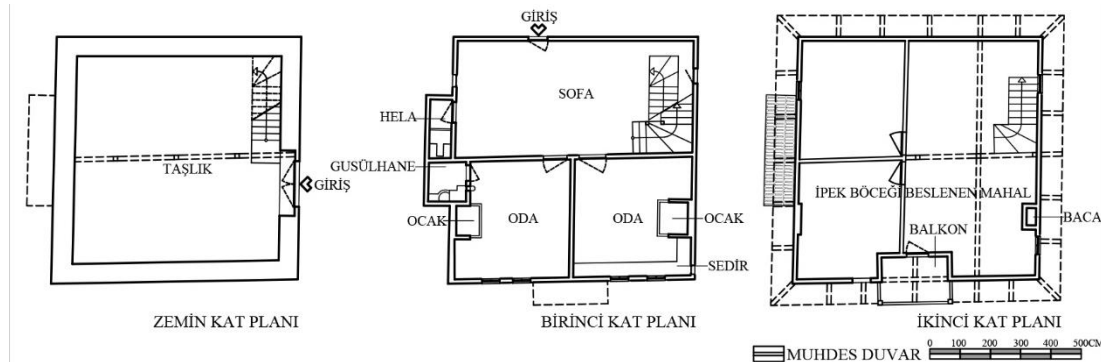 TAŞLIK
GİRİŞ
ZEMİN KAT PLANI
GİRİŞ
SOFA
HELA
GUSÜLHANE
OCAK
ODA
ODA
OCAK
SEDİR
BİRİNCİ KAT PLANI
İPEK BÖCEĞİ BESLENEN MAHAL
BACA
BALKON
İKİNCİ KAT PLANI
MUHDES DUVAR
0 100 200 300 400 500CM